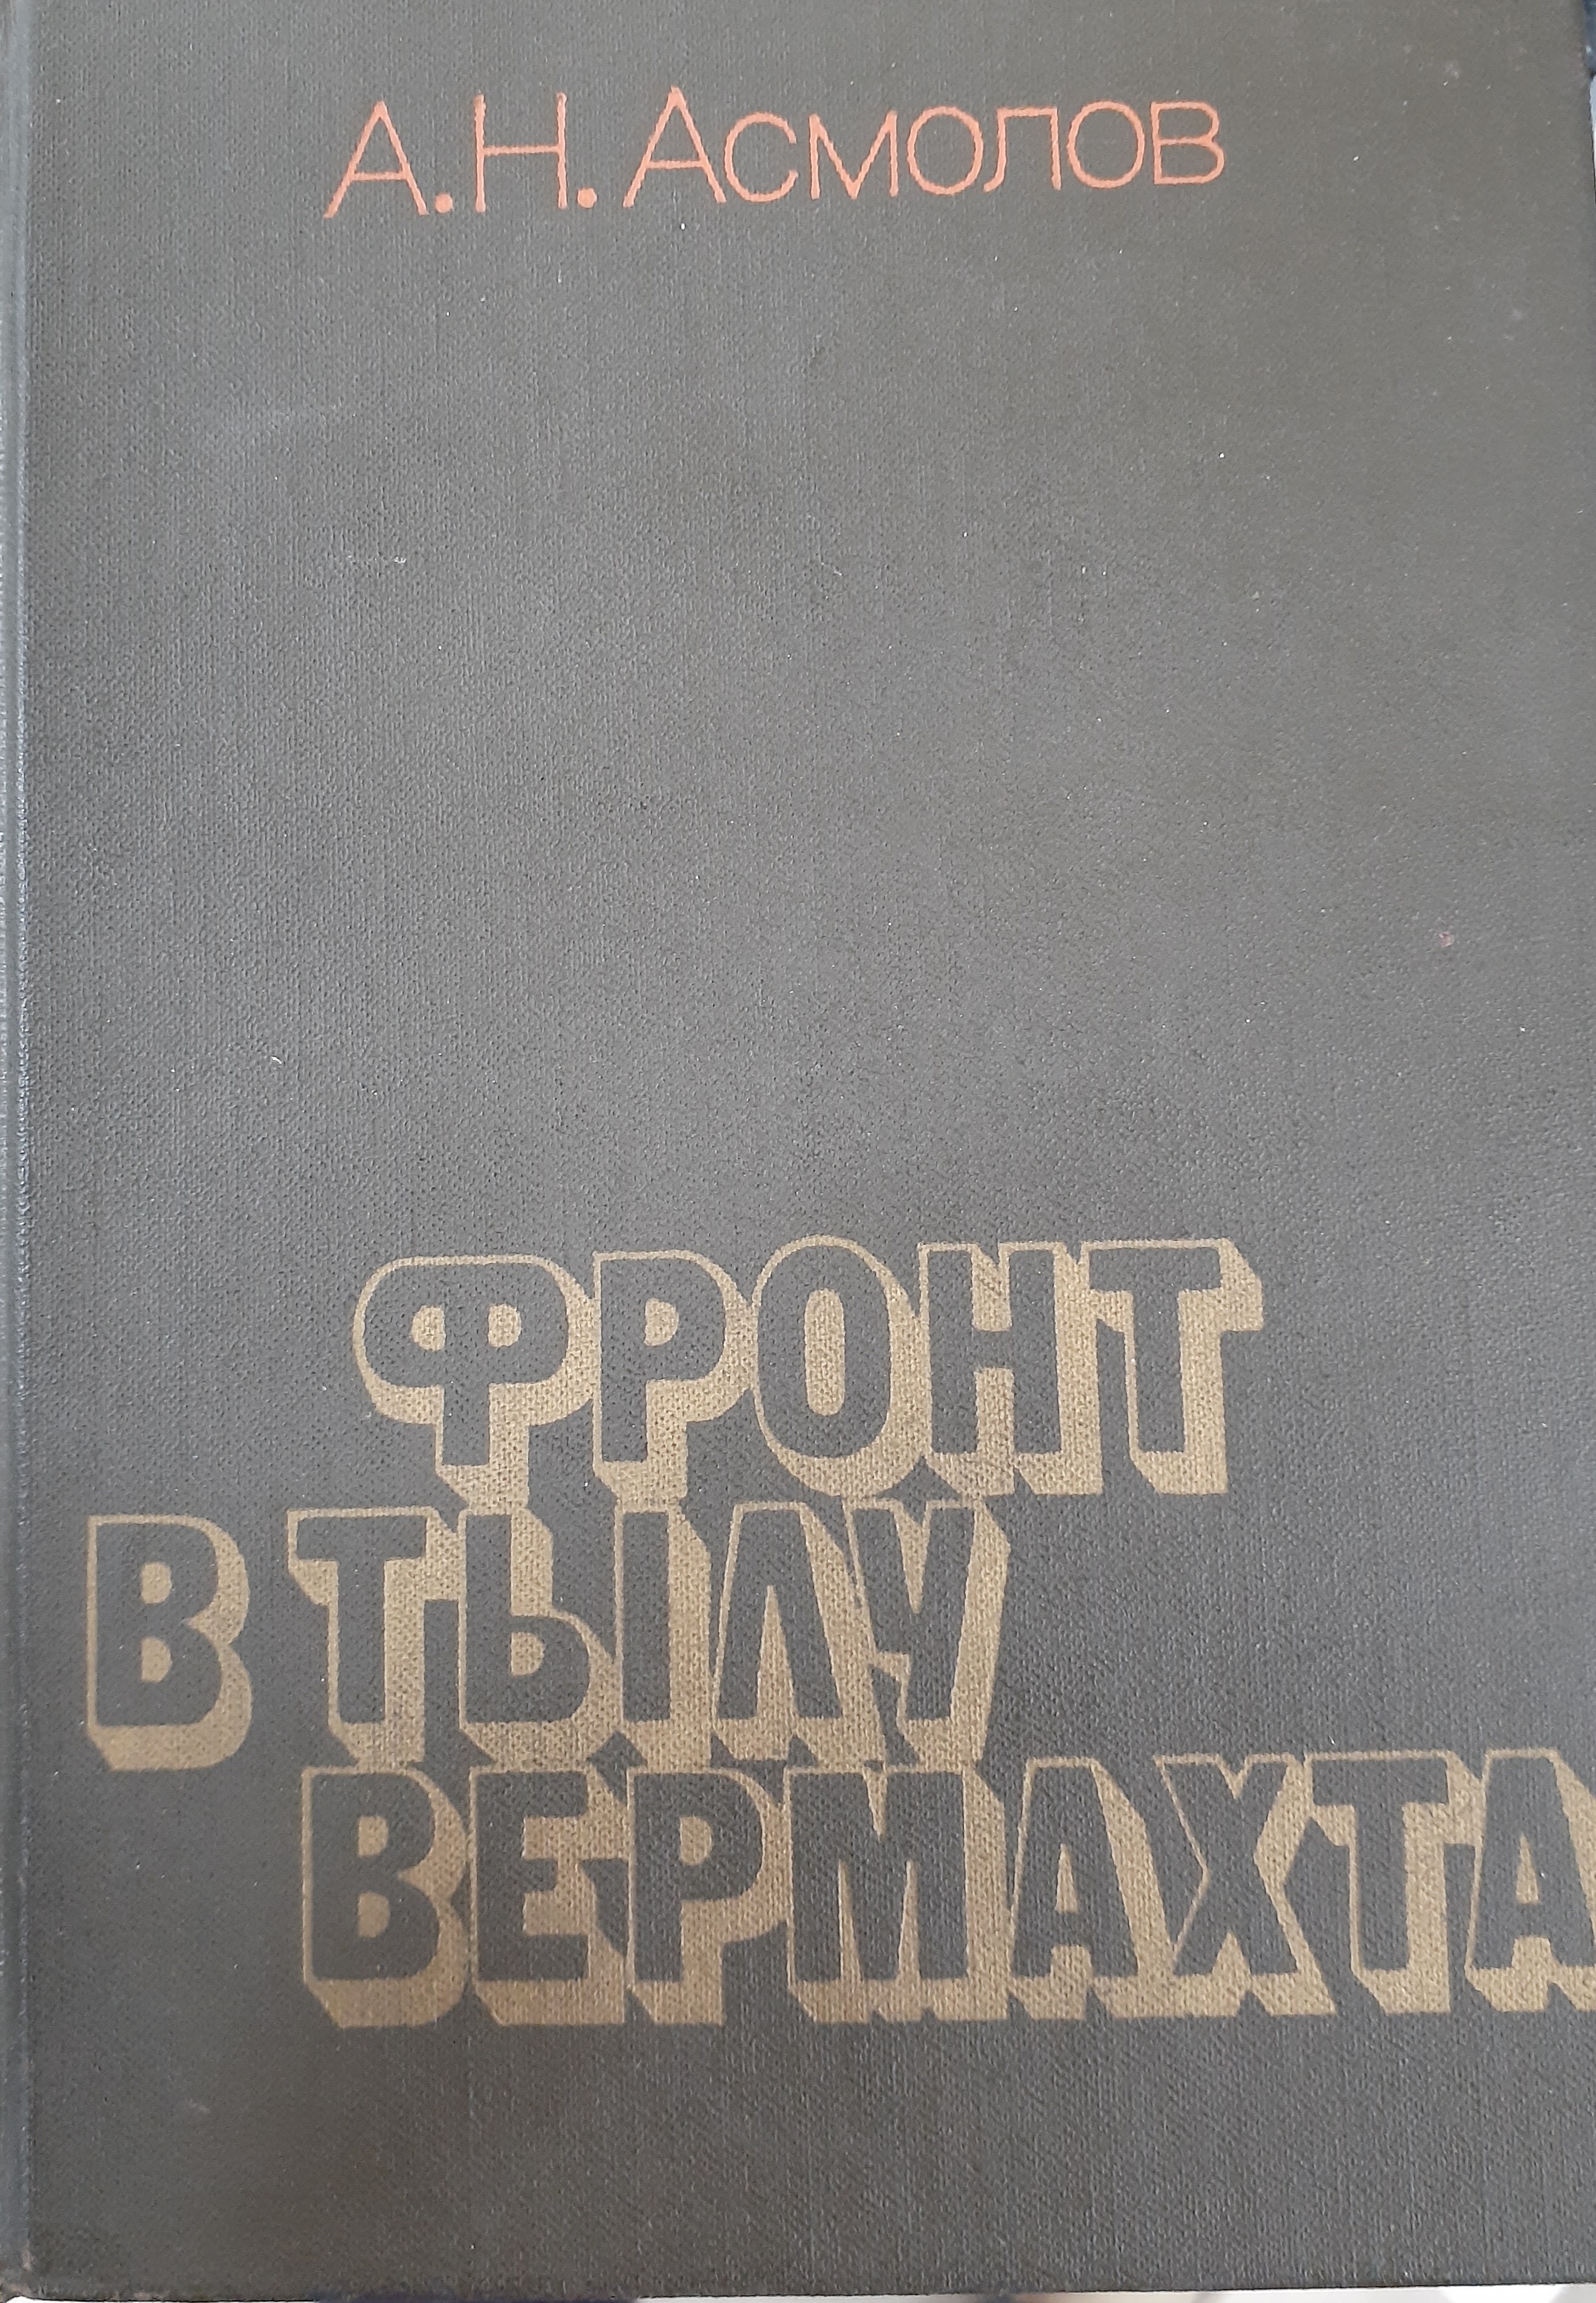 А.Н. Асмолов
ФРОНТ
В ТЫЛУ
ВЕРМАХТА